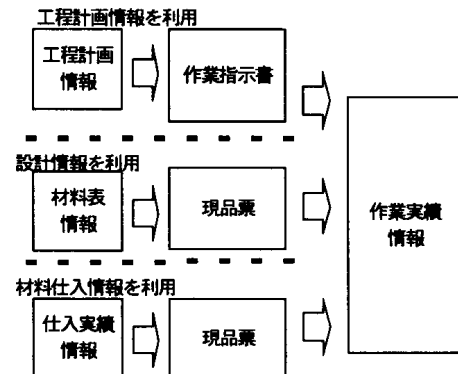 工程計画情報を利用
工程計画
情報
作業指示書
設計情報を利用
材料表
情報
現品票
作業実績
情報
材料仕入情報を利用
仕入実績
情報
現品票